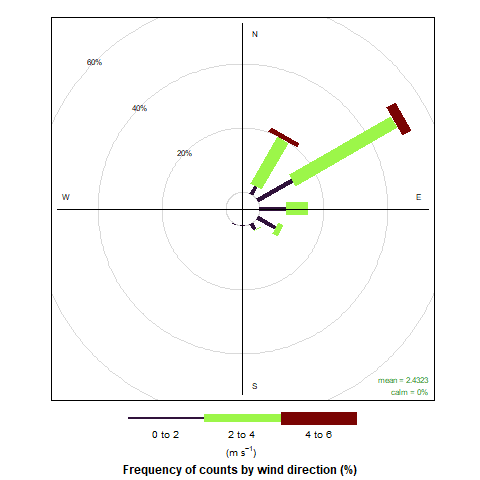 N
60%
40%
20%
W
E
S
mean = 2.4323
calm = 0%
0 to 2 2 to 4 4 to 6
(m s⁻¹)
Frequency of counts by wind direction (%)